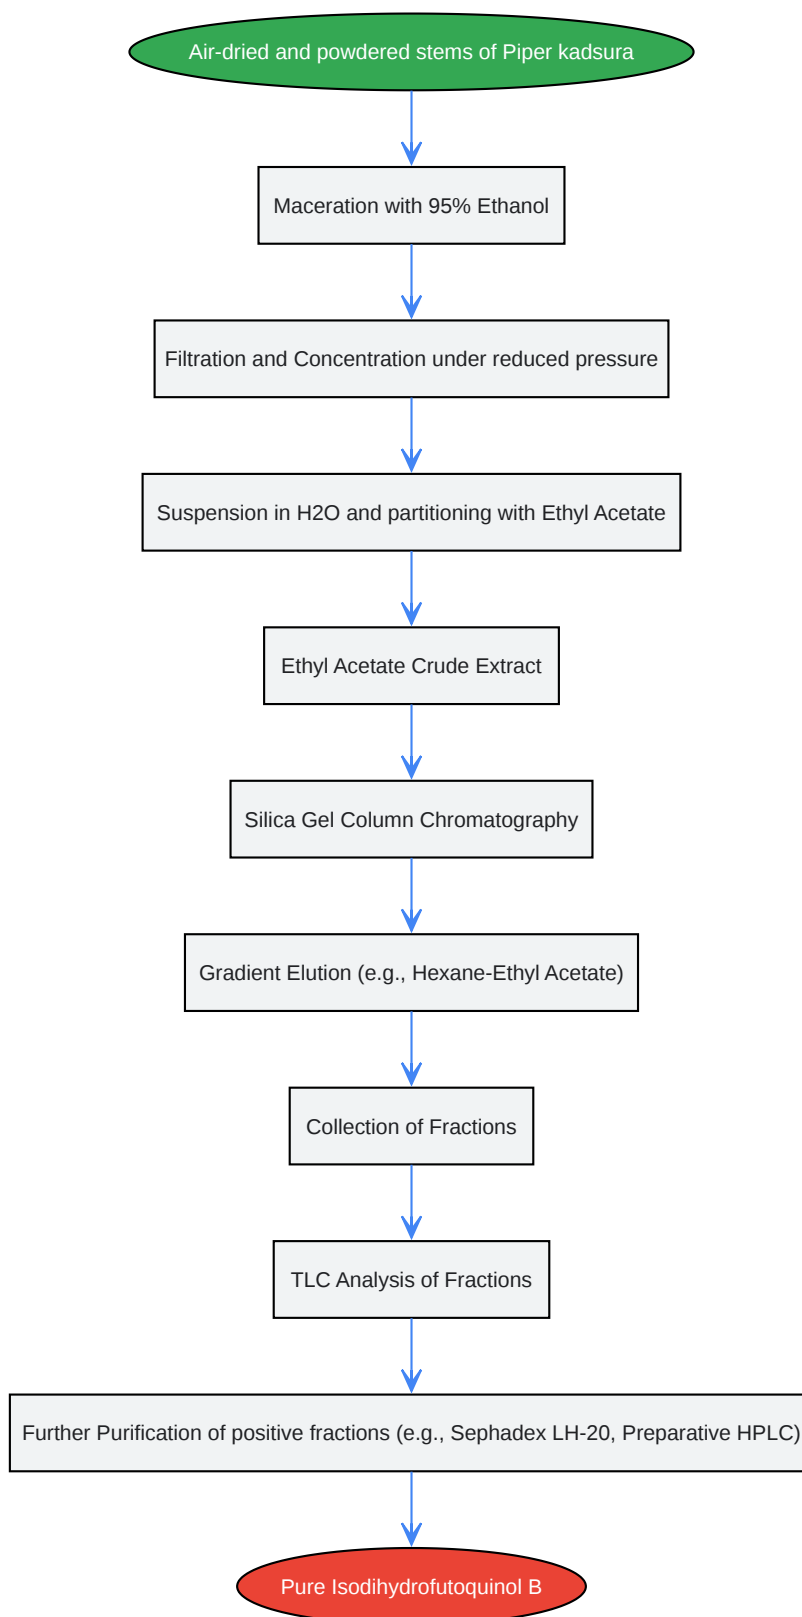 Air-dried and powdered stems of Piper kadsura
Maceration with 95% Ethanol
Filtration and Concentration under reduced pressure
Suspension in H2O and partitioning with Ethyl Acetate
Ethyl Acetate Crude Extract
Silica Gel Column Chromatography
Gradient Elution (e.g., Hexane-Ethyl Acetate)
Collection of Fractions
TLC Analysis of Fractions
Further Purification of positive fractions (e.g., Sephadex LH-20, Preparative HPLC)
Pure Isodihydrofutoquinol B